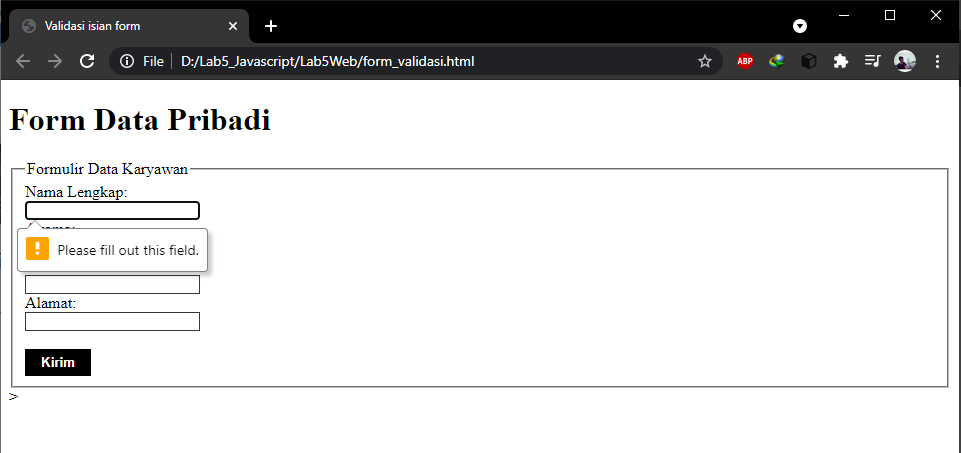 Validasi isian form
File
D:/Lab5_Javascript/Lab5Web/form_validasi.html
ABP
Form Data Pribadi
Formulir Data Karyawan
Nama Lengkap:
Please fill out this field.
Alamat:
Kirim
>